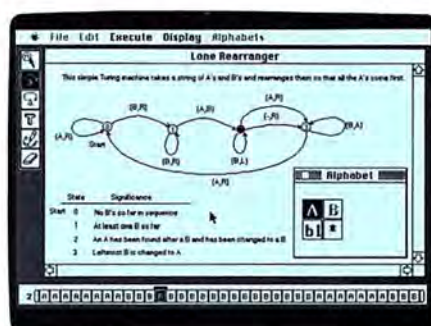 File Edit Execute Display Alphabets
Lone Rearranger
This simple Turing machine takes a string of A's and B's and rearranges them so that all the A's come first.
(A,R)
(B,R)
(A,B)
(A,R)
(-,R)
(A,R)
Start
(B,R)
(B,L)
(A,R)
State Significance
Start 0 No B's so far in sequence
1 At least one B so far
2 An A has been found after a B and has been changed to a B
3 Leftmost B is changed to A
Alphabet
A B
bl *
2